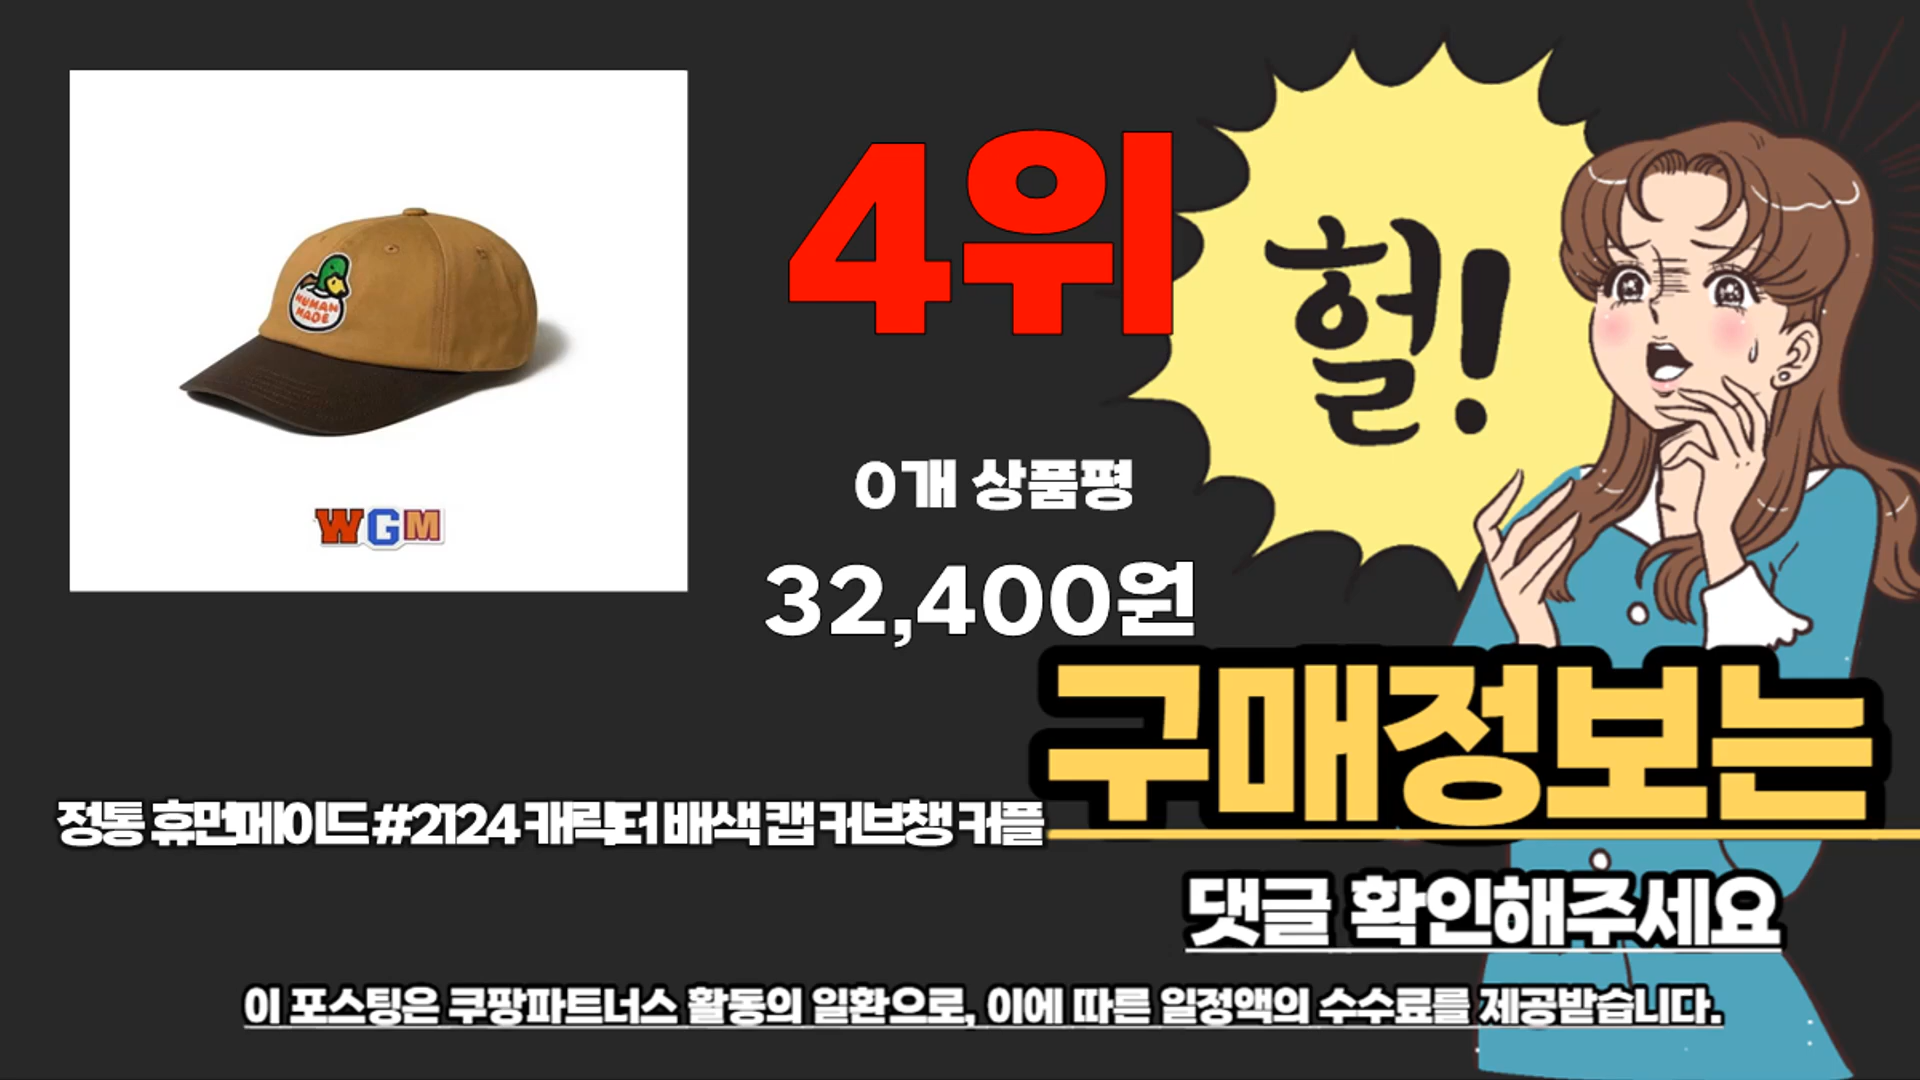 4위
헐!
HUMAN
MADE
WGM
0개 상품평
32,400원
구매정보는
정통 휴먼메이드 #2124 캐릭터 배색 캡 커브챙 커플
댓글 확인해주세요
이 포스팅은 쿠팡파트너스 활동의 일환으로, 이에 따른 일정액의 수수료를 제공받습니다.